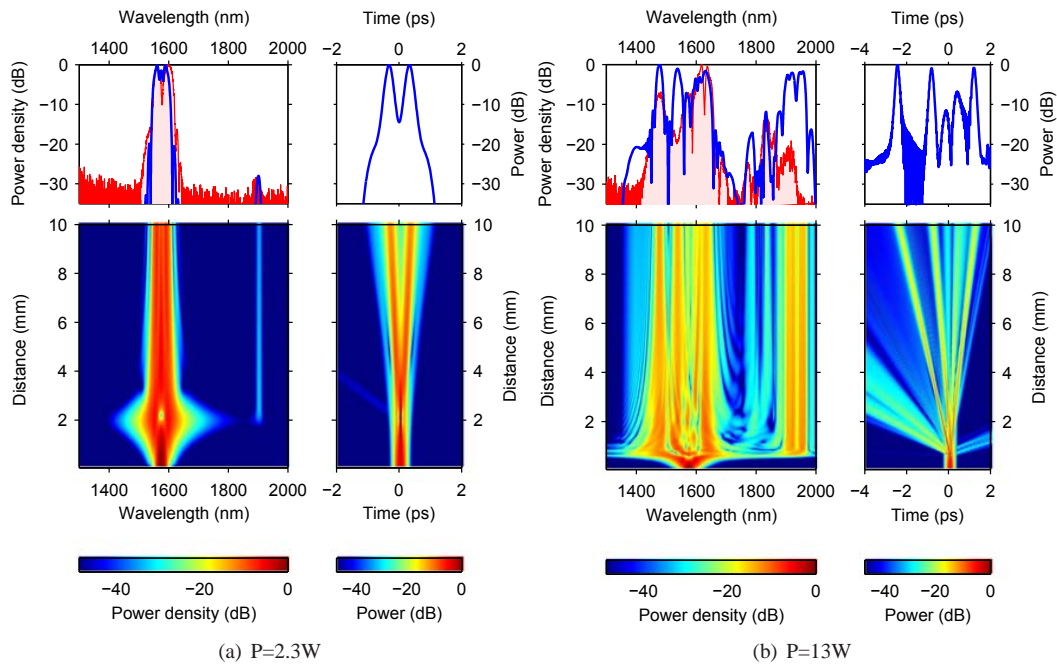 Wavelength (nm)
1400 1600 1800 2000
Time (ps)
−2 0 2
Wavelength (nm)
1400 1600 1800 2000
Time (ps)
−4 −2 0 2
Power density (dB)
0
−10
−20
−30
0
−10
−20
−30
Power (dB)
Power density (dB)
0
−10
−20
−30
0
−10
−20
−30
Power (dB)
Distance (mm)
10
8
6
4
2
10
8
6
4
2
Distance (mm)
Distance (mm)
10
8
6
4
2
10
8
6
4
2
Distance (mm)
1400 1600 1800 2000
Wavelength (nm)
−2 0 2
Time (ps)
1400 1600 1800 2000
Wavelength (nm)
−4 −2 0 2
Time (ps)
−40 −20 0
Power density (dB)
−40 −20 0
Power (dB)
−40 −20 0
Power density (dB)
−40 −20 0
Power (dB)
(a) P=2.3W
(b) P=13W